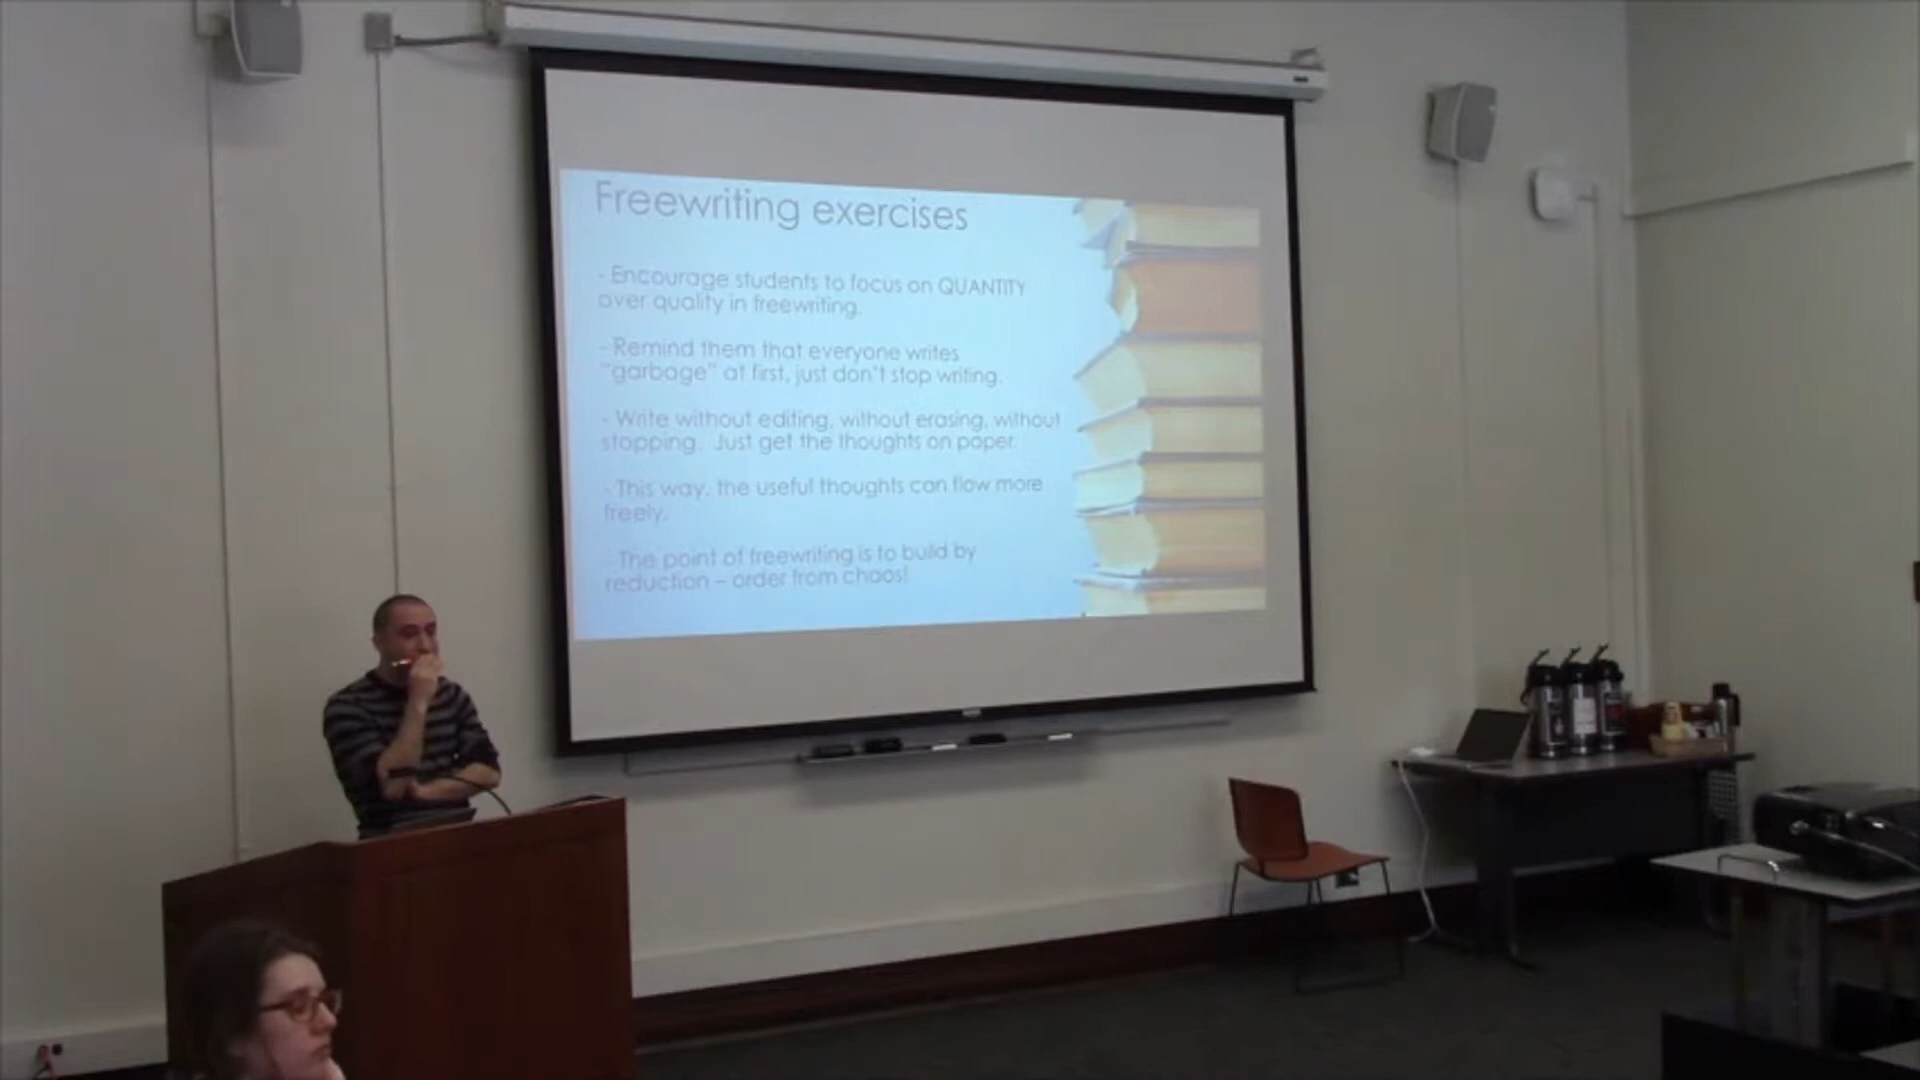 Freewriting exercises
- Encourage students to focus on QUANTITY
over quality in freewriting.
- Remind them that everyone writes
"garbage" at first, just don't stop writing.
- Write without editing, without erasing, without
stopping. Just get the thoughts on paper.
- This way, the useful thoughts can flow more
freely.
- The point of freewriting is to build by
reduction – order from chaos!